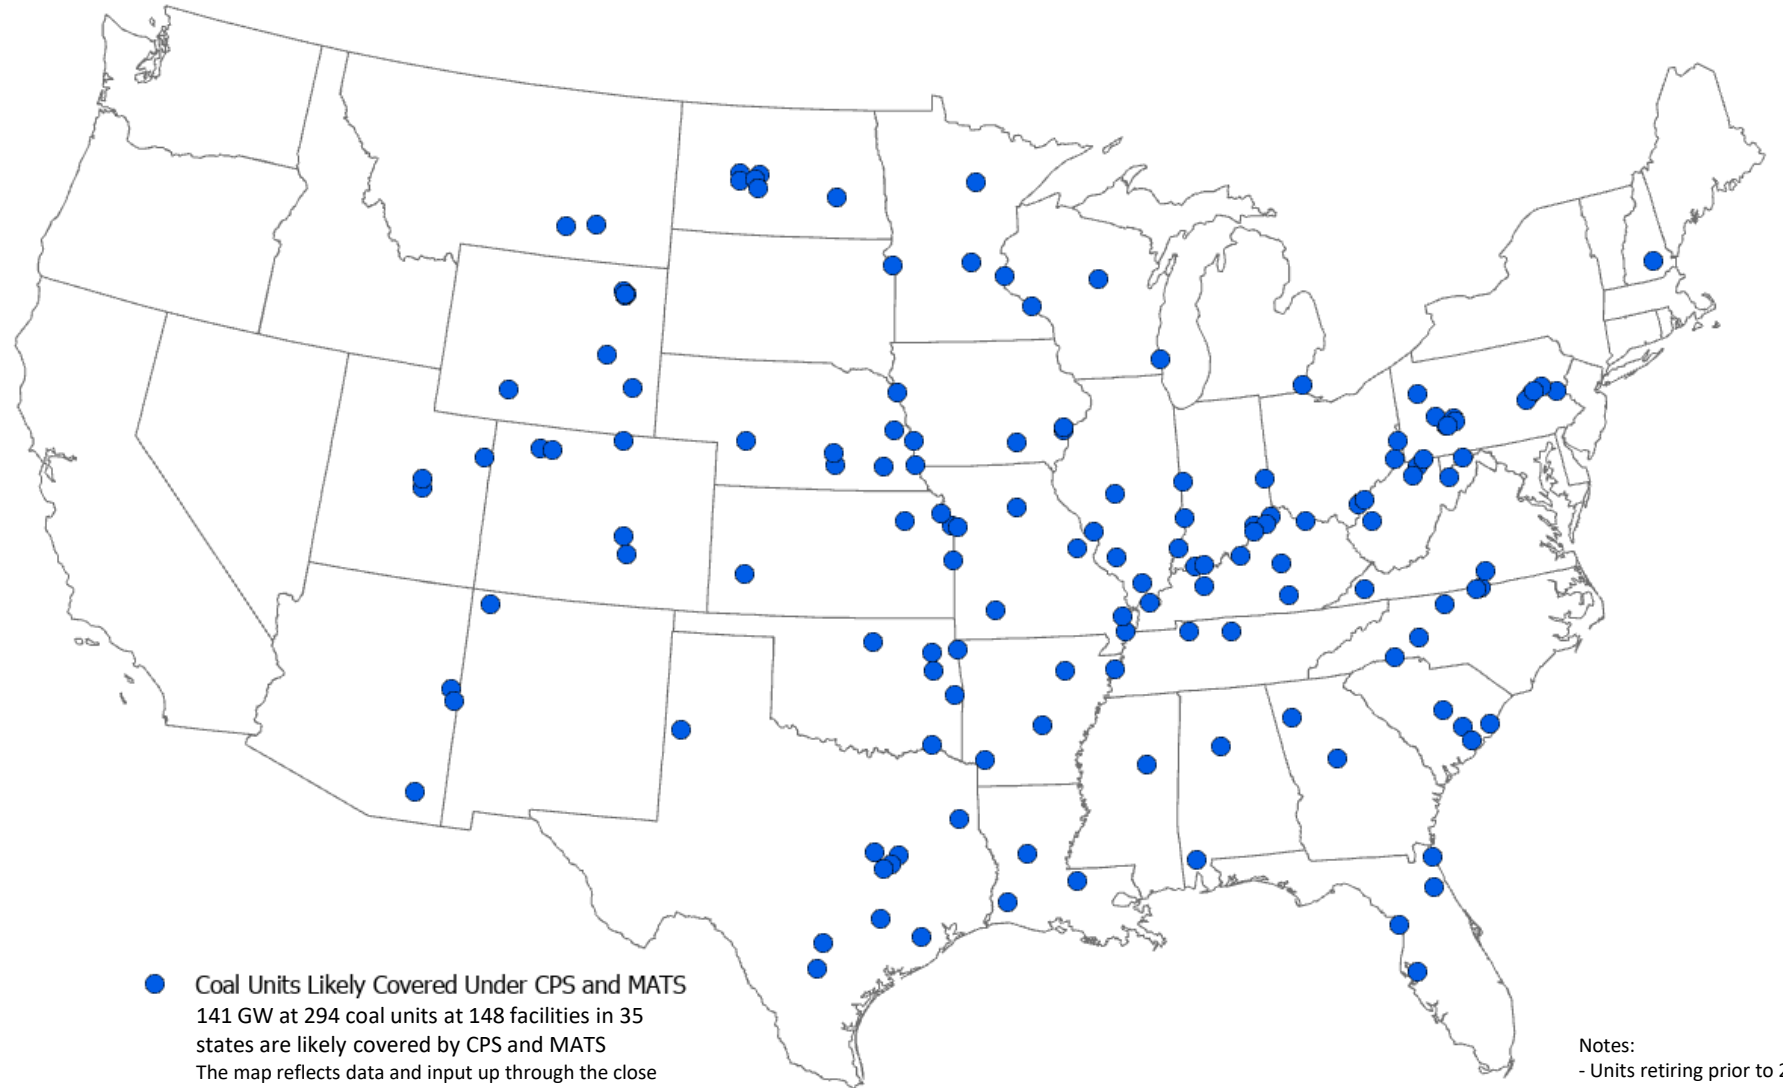 Coal Units Likely Covered Under CPS and MATS
141 GW at 294 coal units at 148 facilities in 35
states are likely covered by CPS and MATS
The map reflects data and input up through the close
Notes:
- Units retiring prior to